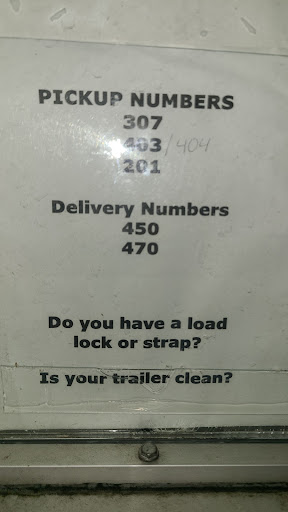 PICKUP NUMBERS
307
403/404
201
Delivery Numbers
450
470
Do you have a load
lock or strap?
Is your trailer clean?